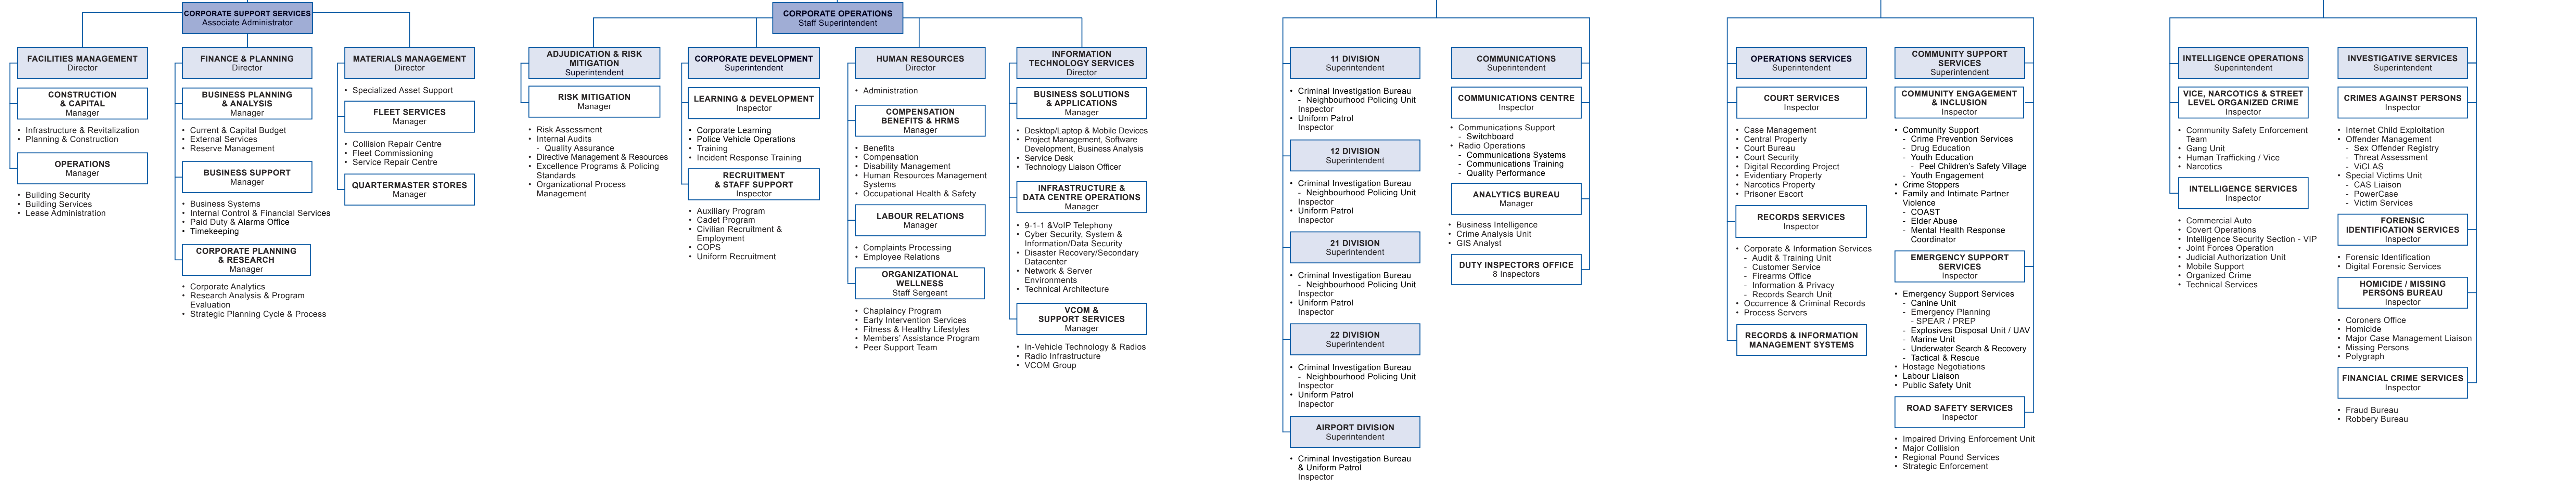 CORPORATE SUPPORT SERVICES
Associate Administrator
FACILITIES MANAGEMENT
Director
CONSTRUCTION
& CAPITAL
Manager
• Infrastructure & Revitalization
• Planning & Construction
OPERATIONS
Manager
• Building Security
• Building Services
• Lease Administration
FINANCE & PLANNING
Director
BUSINESS PLANNING
& ANALYSIS
Manager
• Current & Capital Budget
• External Services
• Reserve Management
BUSINESS SUPPORT
Manager
• Business Systems
• Internal Control & Financial Services
• Paid Duty & Alarms Office
• Timekeeping
CORPORATE PLANNING
& RESEARCH
Manager
• Corporate Analytics
• Research Analysis & Program
Evaluation
• Strategic Planning Cycle & Process
MATERIALS MANAGEMENT
Director
• Specialized Asset Support
FLEET SERVICES
Manager
• Collision Repair Centre
• Fleet Commissioning
• Service Repair Centre
QUARTERMASTER STORES
Manager
CORPORATE OPERATIONS
Staff Superintendent
ADJUDICATION & RISK
MITIGATION
Superintendent
RISK MITIGATION
Manager
• Risk Assessment
• Internal Audits
- Quality Assurance
• Directive Management & Resources
• Excellence Programs & Policing
Standards
• Organizational Process
Management
CORPORATE DEVELOPMENT
Superintendent
LEARNING & DEVELOPMENT
Inspector
• Corporate Learning
• Police Vehicle Operations
• Training
• Incident Response Training
RECRUITMENT
& STAFF SUPPORT
Inspector
• Auxiliary Program
• Cadet Program
• Civilian Recruitment &
Employment
• COPS
• Uniform Recruitment
HUMAN RESOURCES
Director
• Administration
COMPENSATION
BENEFITS & HRMS
Manager
• Benefits
• Compensation
• Disability Management
• Human Resources Management
Systems
• Occupational Health & Safety
LABOUR RELATIONS
Manager
• Complaints Processing
• Employee Relations
ORGANIZATIONAL
WELLNESS
Staff Sergeant
• Chaplaincy Program
• Early Intervention Services
• Fitness & Healthy Lifestyles
• Members' Assistance Program
• Peer Support Team
INFORMATION
TECHNOLOGY SERVICES
Director
BUSINESS SOLUTIONS
& APPLICATIONS
Manager
• Desktop/Laptop & Mobile Devices
• Project Management, Software
Development, Business Analysis
• Service Desk
• Technology Liaison Officer
INFRASTRUCTURE &
DATA CENTRE OPERATIONS
Manager
• 9-1-1 &VoIP Telephony
• Cyber Security, System &
Information/Data Security
• Disaster Recovery/Secondary
Datacenter
• Network & Server
Environments
• Technical Architecture
VCOM &
SUPPORT SERVICES
Manager
• In-Vehicle Technology & Radios
• Radio Infrastructure
• VCOM Group
11 DIVISION
Superintendent
• Criminal Investigation Bureau
- Neighbourhood Policing Unit
Inspector
• Uniform Patrol
Inspector
12 DIVISION
Superintendent
• Criminal Investigation Bureau
- Neighbourhood Policing Unit
Inspector
• Uniform Patrol
Inspector
21 DIVISION
Superintendent
• Criminal Investigation Bureau
- Neighbourhood Policing Unit
Inspector
• Uniform Patrol
Inspector
22 DIVISION
Superintendent
• Criminal Investigation Bureau
- Neighbourhood Policing Unit
Inspector
• Uniform Patrol
Inspector
AIRPORT DIVISION
Superintendent
• Criminal Investigation Bureau
& Uniform Patrol
Inspector
COMMUNICATIONS
Superintendent
COMMUNICATIONS CENTRE
Inspector
• Communications Support
- Switchboard
• Radio Operations
- Communications Systems
- Communications Training
- Quality Performance
ANALYTICS BUREAU
Manager
• Business Intelligence
• Crime Analysis Unit
• GIS Analyst
DUTY INSPECTORS OFFICE
8 Inspectors
OPERATIONS SERVICES
Superintendent
COURT SERVICES
Inspector
• Case Management
• Central Property
• Court Bureau
• Court Security
• Digital Recording Project
• Evidentiary Property
• Narcotics Property
• Prisoner Escort
RECORDS SERVICES
Inspector
• Corporate & Information Services
- Audit & Training Unit
- Customer Service
- Firearms Office
- Information & Privacy
- Records Search Unit
• Occurrence & Criminal Records
• Process Servers
RECORDS & INFORMATION
MANAGEMENT SYSTEMS
COMMUNITY SUPPORT
SERVICES
Superintendent
COMMUNITY ENGAGEMENT
& INCLUSION
Inspector
• Community Support
- Crime Prevention Services
- Drug Education
- Youth Education
- Peel Children's Safety Village
- Youth Engagement
• Crime Stoppers
• Family and Intimate Partner
Violence
- COAST
- Elder Abuse
- Mental Health Response
Coordinator
EMERGENCY SUPPORT
SERVICES
Inspector
• Emergency Support Services
- Canine Unit
- Emergency Planning
- SPEAR / PREP
- Explosives Disposal Unit / UAV
- Marine Unit
- Underwater Search & Recovery
- Tactical & Rescue
• Hostage Negotiations
• Labour Liaison
• Public Safety Unit
ROAD SAFETY SERVICES
Inspector
• Impaired Driving Enforcement Unit
• Major Collision
• Regional Pound Services
• Strategic Enforcement
INTELLIGENCE OPERATIONS
Superintendent
VICE, NARCOTICS & STREET
LEVEL ORGANIZED CRIME
Inspector
• Community Safety Enforcement
Team
• Gang Unit
• Human Trafficking / Vice
• Narcotics
INTELLIGENCE SERVICES
Inspector
• Commercial Auto
• Covert Operations
• Intelligence Security Section - VIP
• Joint Forces Operation
• Judicial Authorization Unit
• Mobile Support
• Organized Crime
• Technical Services
INVESTIGATIVE SERVICES
Superintendent
CRIMES AGAINST PERSONS
Inspector
• Internet Child Exploitation
• Offender Management
- Sex Offender Registry
- Threat Assessment
- ViCLAS
• Special Victims Unit
- CAS Liaison
- PowerCase
- Victim Services
FORENSIC
IDENTIFICATION SERVICES
Inspector
• Forensic Identification
• Digital Forensic Services
HOMICIDE / MISSING
PERSONS BUREAU
Inspector
• Coroners Office
• Homicide
• Major Case Management Liaison
• Missing Persons
• Polygraph
FINANCIAL CRIME SERVICES
Inspector
• Fraud Bureau
• Robbery Bureau